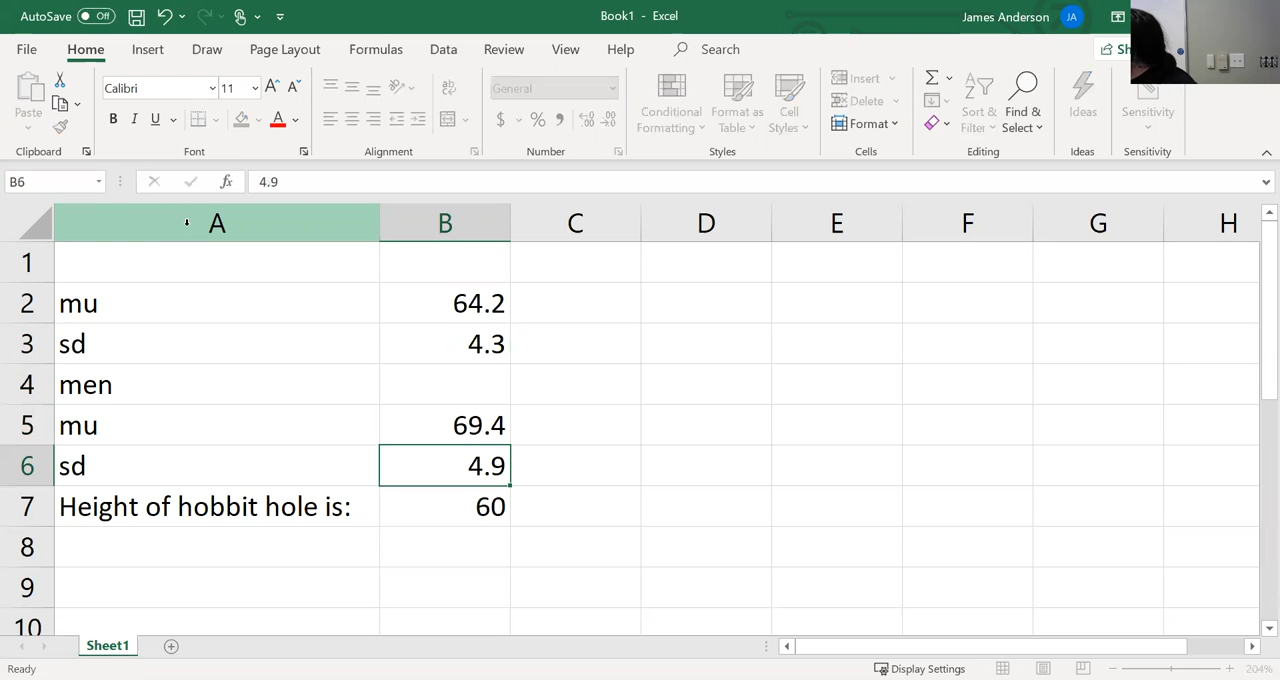 AutoSave Off Book1 - Excel James Anderson JA
File Home Insert Draw Page Layout Formulas Data Review View Help Search Sh
Paste Calibri 11 General Conditional Formatting Format as Table Cell Styles Insert Delete Format Sort & Filter Find & Select Ideas Sensitivity
Clipboard Font Alignment Number Styles Cells Editing Ideas Sensitivity
B6 fx 4.9
A B C D E F G H
1
2 mu 64.2
3 sd 4.3
4 men
5 mu 69.4
6 sd 4.9
7 Height of hobbit hole is: 60
8
9
10
Sheet1
Ready Display Settings 204%